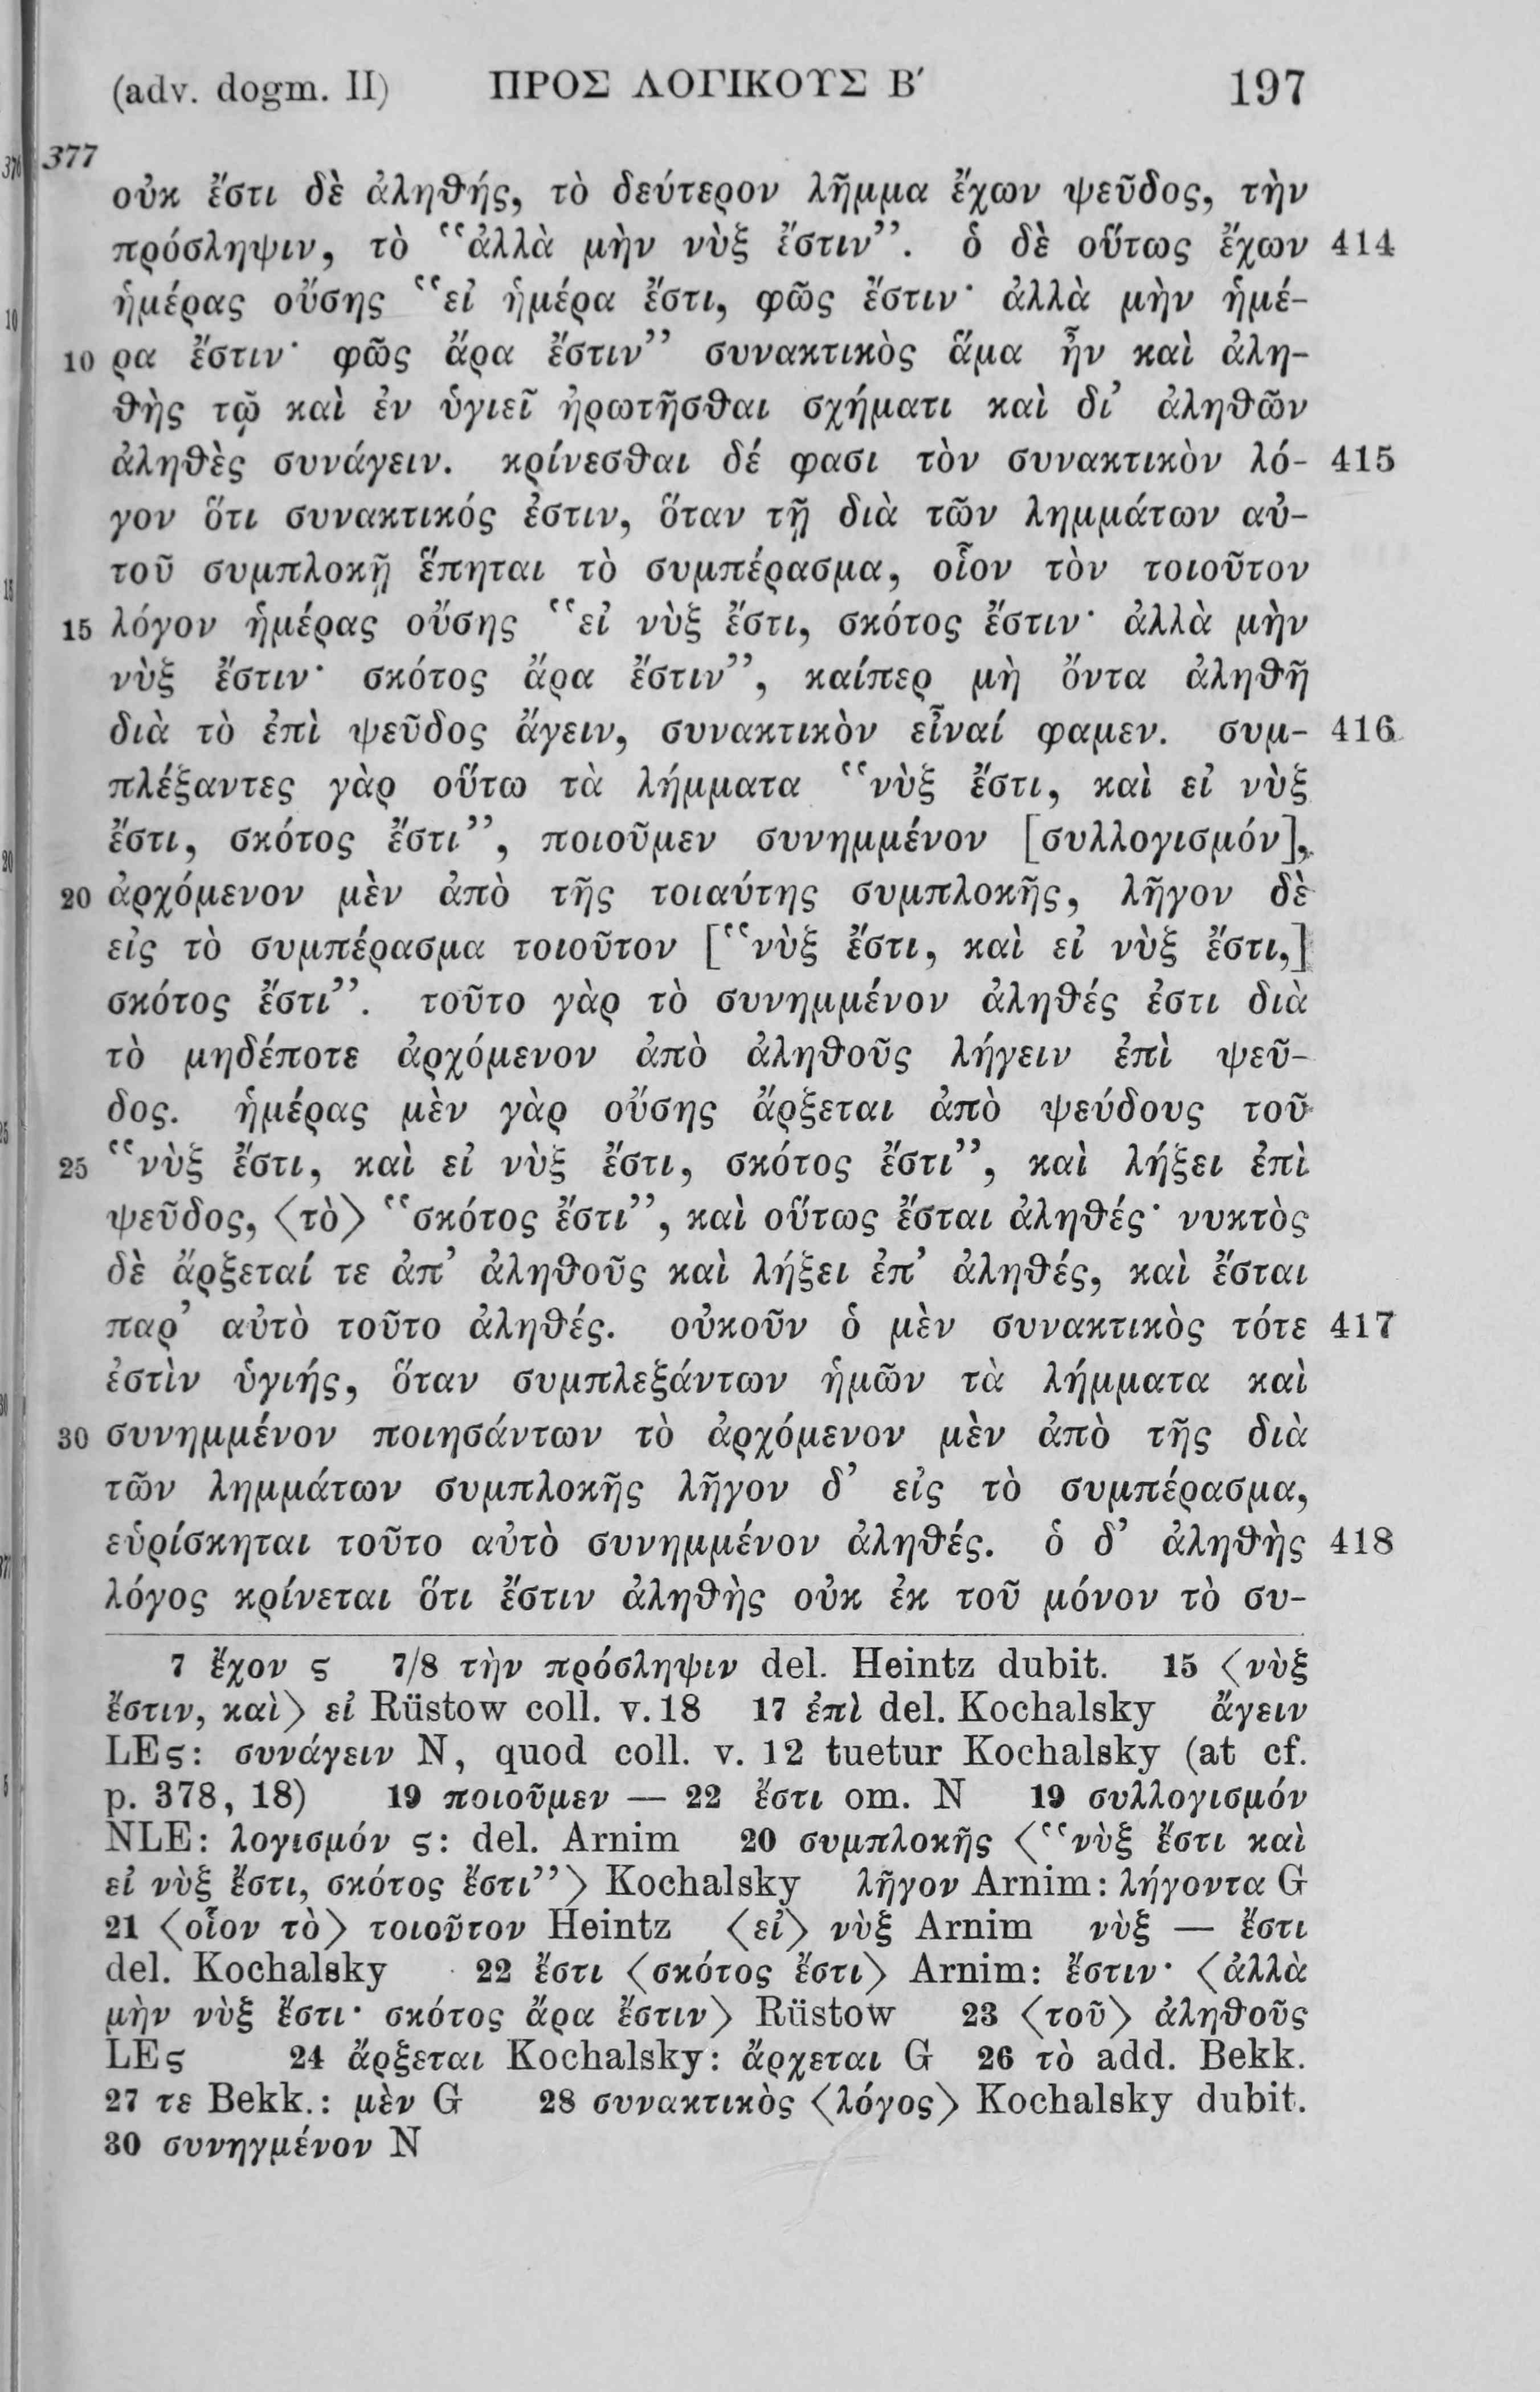 (adv. dogm. II) ΠΡΟΣ ΛΟΓΙΚΟΥΣ Β′ 197
377
οὐκ ἔστι δὲ ἀληθής, τὸ δεύτερον λῆμμα ἔχων ψεῦδος, τὴν
πρόσληψιν, τὸ "ἀλλὰ μὴν νὺξ ἔστιν". ὁ δὲ οὕτως ἔχων 414
ἡμέρας οὔσης "εἰ ἡμέρα ἔστι, φῶς ἔστιν· ἀλλὰ μὴν ἡμέ-
10 ρα ἔστιν· φῶς ἄρα ἔστιν" συνακτικὸς ἅμα ἦν καὶ ἀλη-
θὴς τῷ καὶ ἐν ὑγιεῖ ἠρωτῆσθαι σχήματι καὶ δι' ἀληθῶν
ἀληθὲς συνάγειν. κρίνεσθαι δέ φασι τὸν συνακτικὸν λό- 415
γον ὅτι συνακτικός ἐστιν, ὅταν τῇ διὰ τῶν λημμάτων αὐ-
τοῦ συμπλοκῇ ἕπηται τὸ συμπέρασμα, οἷον τὸν τοιοῦτον
15 λόγον ἡμέρας οὔσης "εἰ νὺξ ἔστι, σκότος ἔστιν· ἀλλὰ μὴν
νὺξ ἔστιν· σκότος ἄρα ἔστιν", καίπερ μὴ ὄντα ἀληθῆ
διὰ τὸ ἐπὶ ψεῦδος ἄγειν, συνακτικὸν εἶναί φαμεν. συμ- 416
πλέξαντες γὰρ οὕτω τὰ λήμματα "νὺξ ἔστι, καὶ εἰ νὺξ
ἔστι, σκότος ἔστι", ποιοῦμεν συνημμένον [συλλογισμόν],
20 ἀρχόμενον μὲν ἀπὸ τῆς τοιαύτης συμπλοκῆς, λῆγον δὲ
εἰς τὸ συμπέρασμα τοιοῦτον ["νὺξ ἔστι, καὶ εἰ νὺξ ἔστι,]
σκότος ἔστι". τοῦτο γὰρ τὸ συνημμένον ἀληθές ἐστι διὰ
τὸ μηδέποτε ἀρχόμενον ἀπὸ ἀληθοῦς λήγειν ἐπὶ ψεῦ-
δος. ἡμέρας μὲν γὰρ οὔσης ἄρξεται ἀπὸ ψεύδους τοῦ
25 "νὺξ ἔστι, καὶ εἰ νὺξ ἔστι, σκότος ἔστι", καὶ λήξει ἐπὶ
ψεῦδος, ⟨τὸ⟩ "σκότος ἔστι", καὶ οὕτως ἔσται ἀληθές· νυκτὸς
δὲ ἄρξεταί τε ἀπ' ἀληθοῦς καὶ λήξει ἐπ' ἀληθές, καὶ ἔσται
παρ' αὐτὸ τοῦτο ἀληθές. οὐκοῦν ὁ μὲν συνακτικὸς τότε 417
ἐστὶν ὑγιής, ὅταν συμπλεξάντων ἡμῶν τὰ λήμματα καὶ
30 συνημμένον ποιησάντων τὸ ἀρχόμενον μὲν ἀπὸ τῆς διὰ
τῶν λημμάτων συμπλοκῆς λῆγον δ' εἰς τὸ συμπέρασμα,
εὑρίσκηται τοῦτο αὐτὸ συνημμένον ἀληθές. ὁ δ' ἀληθὴς 418
λόγος κρίνεται ὅτι ἔστιν ἀληθὴς οὐκ ἐκ τοῦ μόνον τὸ συ-
7 ἔχον ς 7/8 τὴν πρόσληψιν del. Heintz dubit. 15 ⟨νὺξ
ἔστιν, καὶ⟩ εἰ Rüstow coll. v. 18 17 ἐπὶ del. Kochalsky ἄγειν
LEς: συνάγειν N, quod coll. v. 12 tuetur Kochalsky (at cf.
p. 378, 18) 19 ποιοῦμεν — 22 ἔστι om. N 19 συλλογισμόν
NLE: λογισμόν ς: del. Arnim 20 συμπλοκῆς ⟨"νὺξ ἔστι καὶ
εἰ νὺξ ἔστι, σκότος ἔστι"⟩ Kochalsky λῆγον Arnim: λήγοντα G
21 ⟨οἷον τὸ⟩ τοιοῦτον Heintz ⟨εἰ⟩ νὺξ Arnim νὺξ — ἔστι
del. Kochalsky 22 ἔστι ⟨σκότος ἔστι⟩ Arnim: ἔστιν· ⟨ἀλλὰ
μὴν νὺξ ἔστι· σκότος ἄρα ἔστιν⟩ Rüstow 23 ⟨τοῦ⟩ ἀληθοῦς
LEς 24 ἄρξεται Kochalsky: ἄρχεται G 26 τὸ add. Bekk.
27 τε Bekk.: μὲν G 28 συνακτικὸς ⟨λόγος⟩ Kochalsky dubit.
30 συνηγμένον N